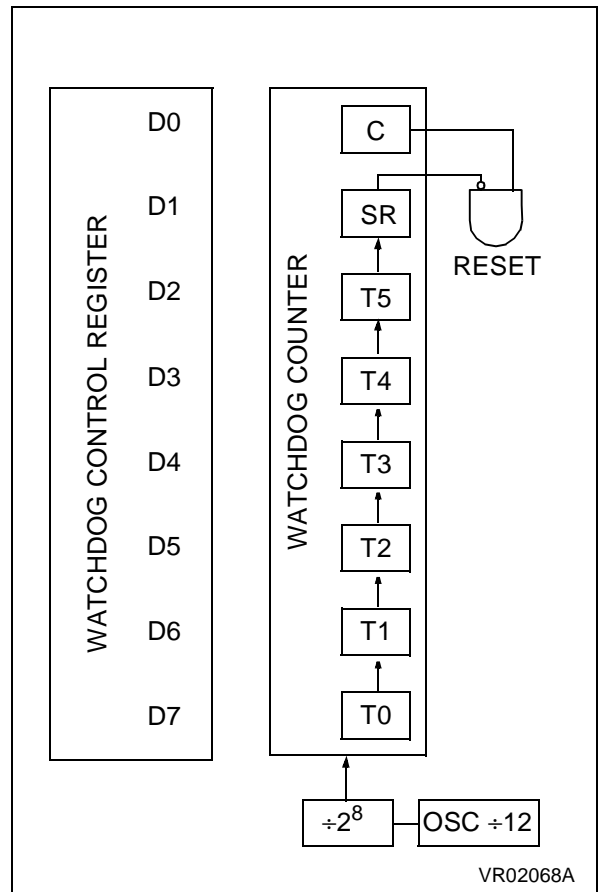 WATCHDOG CONTROL REGISTER
D0
D1
D2
D3
D4
D5
D6
D7
WATCHDOG COUNTER
C
SR
T5
T4
T3
T2
T1
T0
RESET
÷2⁸
OSC ÷12
VR02068A